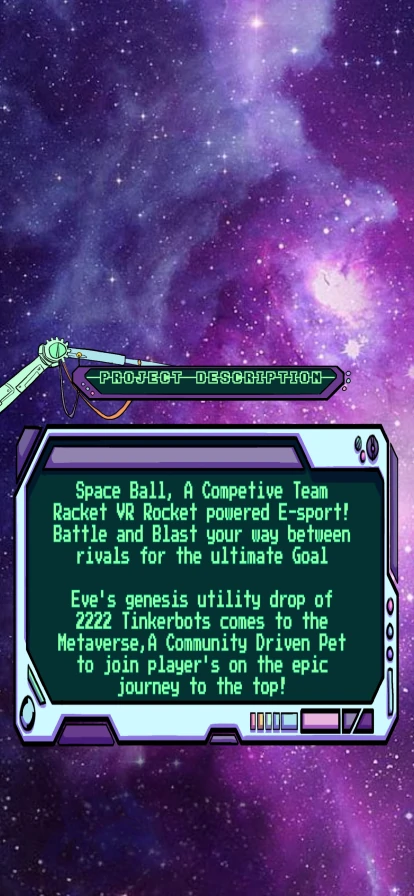 PROJECT DESCRIPTION
Space Ball, A Competive Team
Racket VR Rocket powered E-sport!
Battle and Blast your way between
rivals for the ultimate Goal
Eve's genesis utility drop of
2222 Tinkerbots comes to the
Metaverse,A Community Driven Pet
to join player's on the epic
journey to the top!